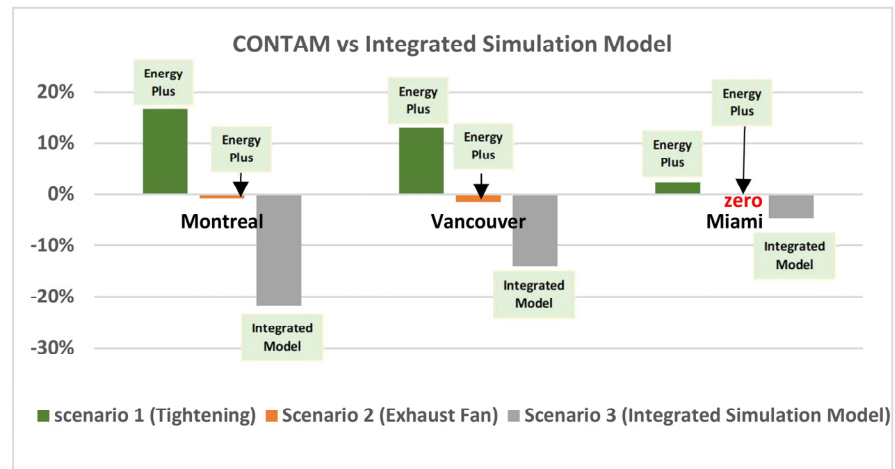 CONTAM vs Integrated Simulation Model
Energy
Plus
Energy
Plus
Energy
Plus
Energy
Plus
Energy
Plus
Energy
Plus
20%
10%
0%
-10%
-20%
-30%
Montreal
Vancouver
zero
Miami
Integrated
Model
Integrated
Model
Integrated
Model
scenario 1 (Tightening)
Scenario 2 (Exhaust Fan)
Scenario 3 (Integrated Simulation Model)